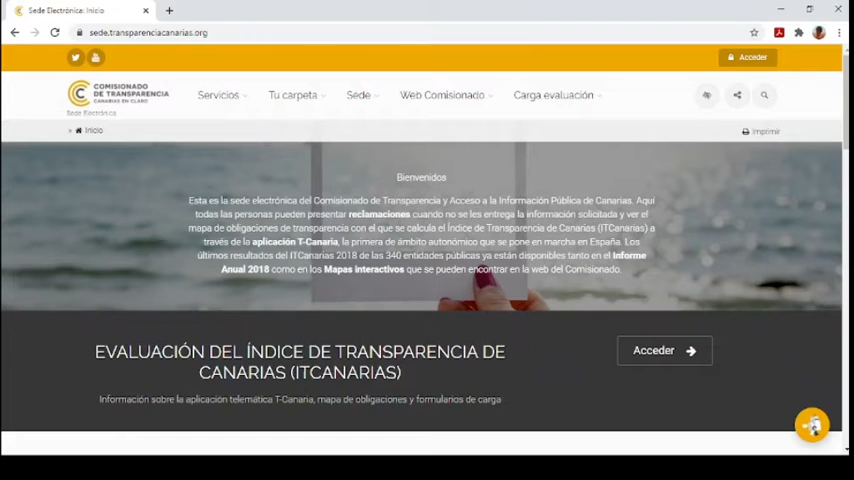 Sede Electrónica: Inicio
sede.transparenciacanarias.org
Acceder
COMISIONADO
DE TRANSPARENCIA
CANARIAS EN CLARO
Sede Electrónica
Servicios
Tu carpeta
Sede
Web Comisionado
Carga evaluación
Inicio
Imprimir
Bienvenidos
Esta es la sede electrónica del Comisionado de Transparencia y Acceso a la Información Pública de Canarias. Aquí
todas las personas pueden presentar reclamaciones cuando no se les entrega la información solicitada y ver el
mapa de obligaciones de transparencia con el que se calcula el Índice de Transparencia de Canarias (ITCanarias) a
través de la aplicación T-Canaria, la primera de ámbito autonómico que se pone en marcha en España. Los
últimos resultados del ITCanarias 2018 de las 340 entidades públicas ya están disponibles tanto en el Informe
Anual 2018 como en los Mapas interactivos que se pueden encontrar en la web del Comisionado.
EVALUACIÓN DEL ÍNDICE DE TRANSPARENCIA DE
CANARIAS (ITCANARIAS)
Acceder
Información sobre la aplicación telemática T-Canaria, mapa de obligaciones y formularios de carga